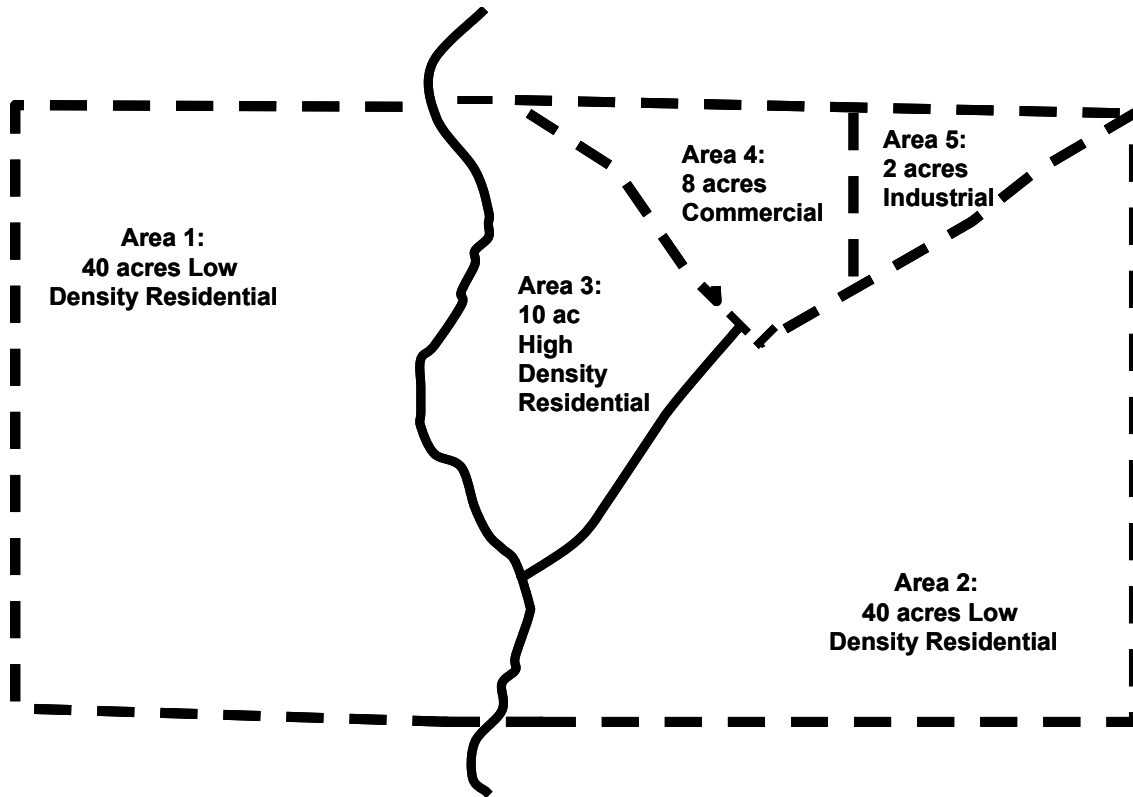 Area 1:
40 acres Low
Density Residential
Area 3:
10 ac
High
Density
Residential
Area 4:
8 acres
Commercial
Area 5:
2 acres
Industrial
Area 2:
40 acres Low
Density Residential